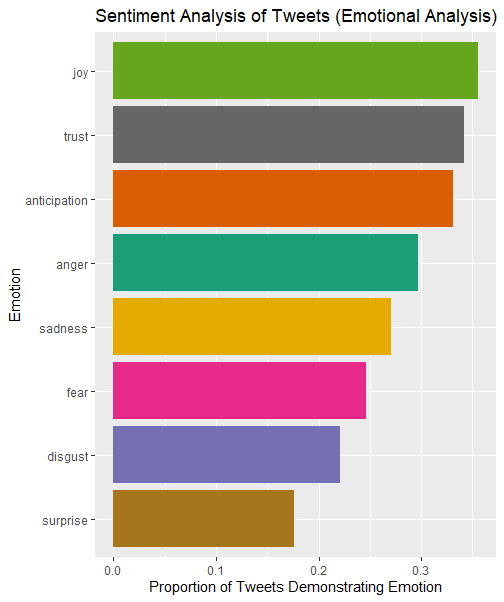 Sentiment Analysis of Tweets (Emotional Analysis)
joy
trust
anticipation
anger
sadness
fear
disgust
surprise
Emotion
0.0 0.1 0.2 0.3
Proportion of Tweets Demonstrating Emotion